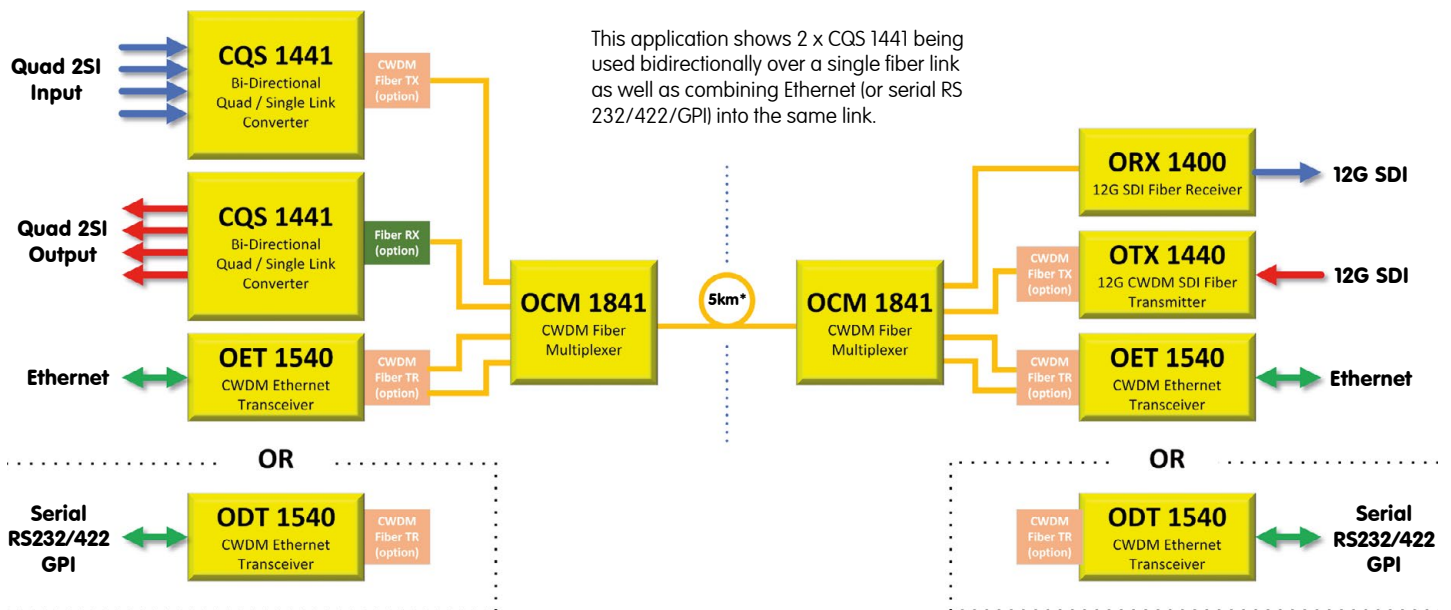 Quad 2SI
Input
CQS 1441
Bi-Directional
Quad / Single Link
Converter
CWDM
Fiber TX
(option)
This application shows 2 x CQS 1441 being
used bidirectionally over a single fiber link
as well as combining Ethernet (or serial RS
232/422/GPI) into the same link.
Quad 2SI
Output
CQS 1441
Bi-Directional
Quad / Single Link
Converter
Fiber RX
(option)
Ethernet
OET 1540
CWDM Ethernet
Transceiver
CWDM
Fiber TR
(option)
OCM 1841
CWDM Fiber
Multiplexer
5km*
OCM 1841
CWDM Fiber
Multiplexer
ORX 1400
12G SDI Fiber Receiver
12G SDI
CWDM
Fiber TX
(option)
OTX 1440
12G CWDM SDI Fiber
Transmitter
12G SDI
CWDM
Fiber TR
(option)
OET 1540
CWDM Ethernet
Transceiver
Ethernet
OR
Serial
RS232/422
GPI
ODT 1540
CWDM Ethernet
Transceiver
CWDM
Fiber TR
(option)
OR
CWDM
Fiber TR
(option)
ODT 1540
CWDM Ethernet
Transceiver
Serial
RS232/422
GPI